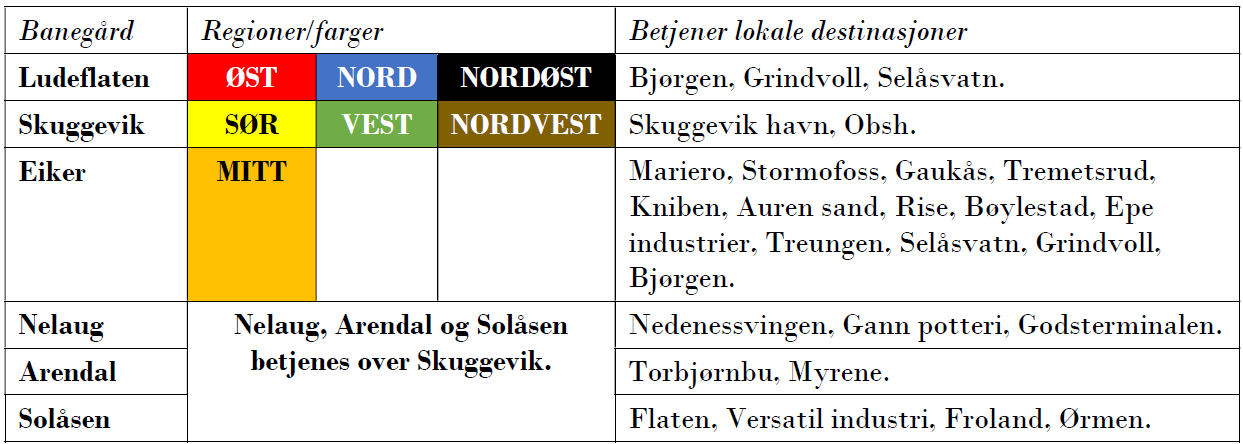 Banegård Regioner/farger Betjener lokale destinasjoner
Ludeflaten ØST NORD NORDØST Bjørgen, Grindvoll, Selåsvatn.
Skuggevik SØR VEST NORDVEST Skuggevik havn, Obsh.
Eiker MITT Mariero, Stormofoss, Gaukås, Tremetsrud,
Kniben, Auren sand, Rise, Bøylestad, Epe
industrier, Treungen, Selåsvatn, Grindvoll,
Bjørgen.
Nelaug Nelaug, Arendal og Solåsen Nedenessvingen, Gann potteri, Godsterminalen.
betjenes over Skuggevik.
Arendal Torbjørnbu, Myrene.
Solåsen Flaten, Versatil industri, Froland, Ørmen.